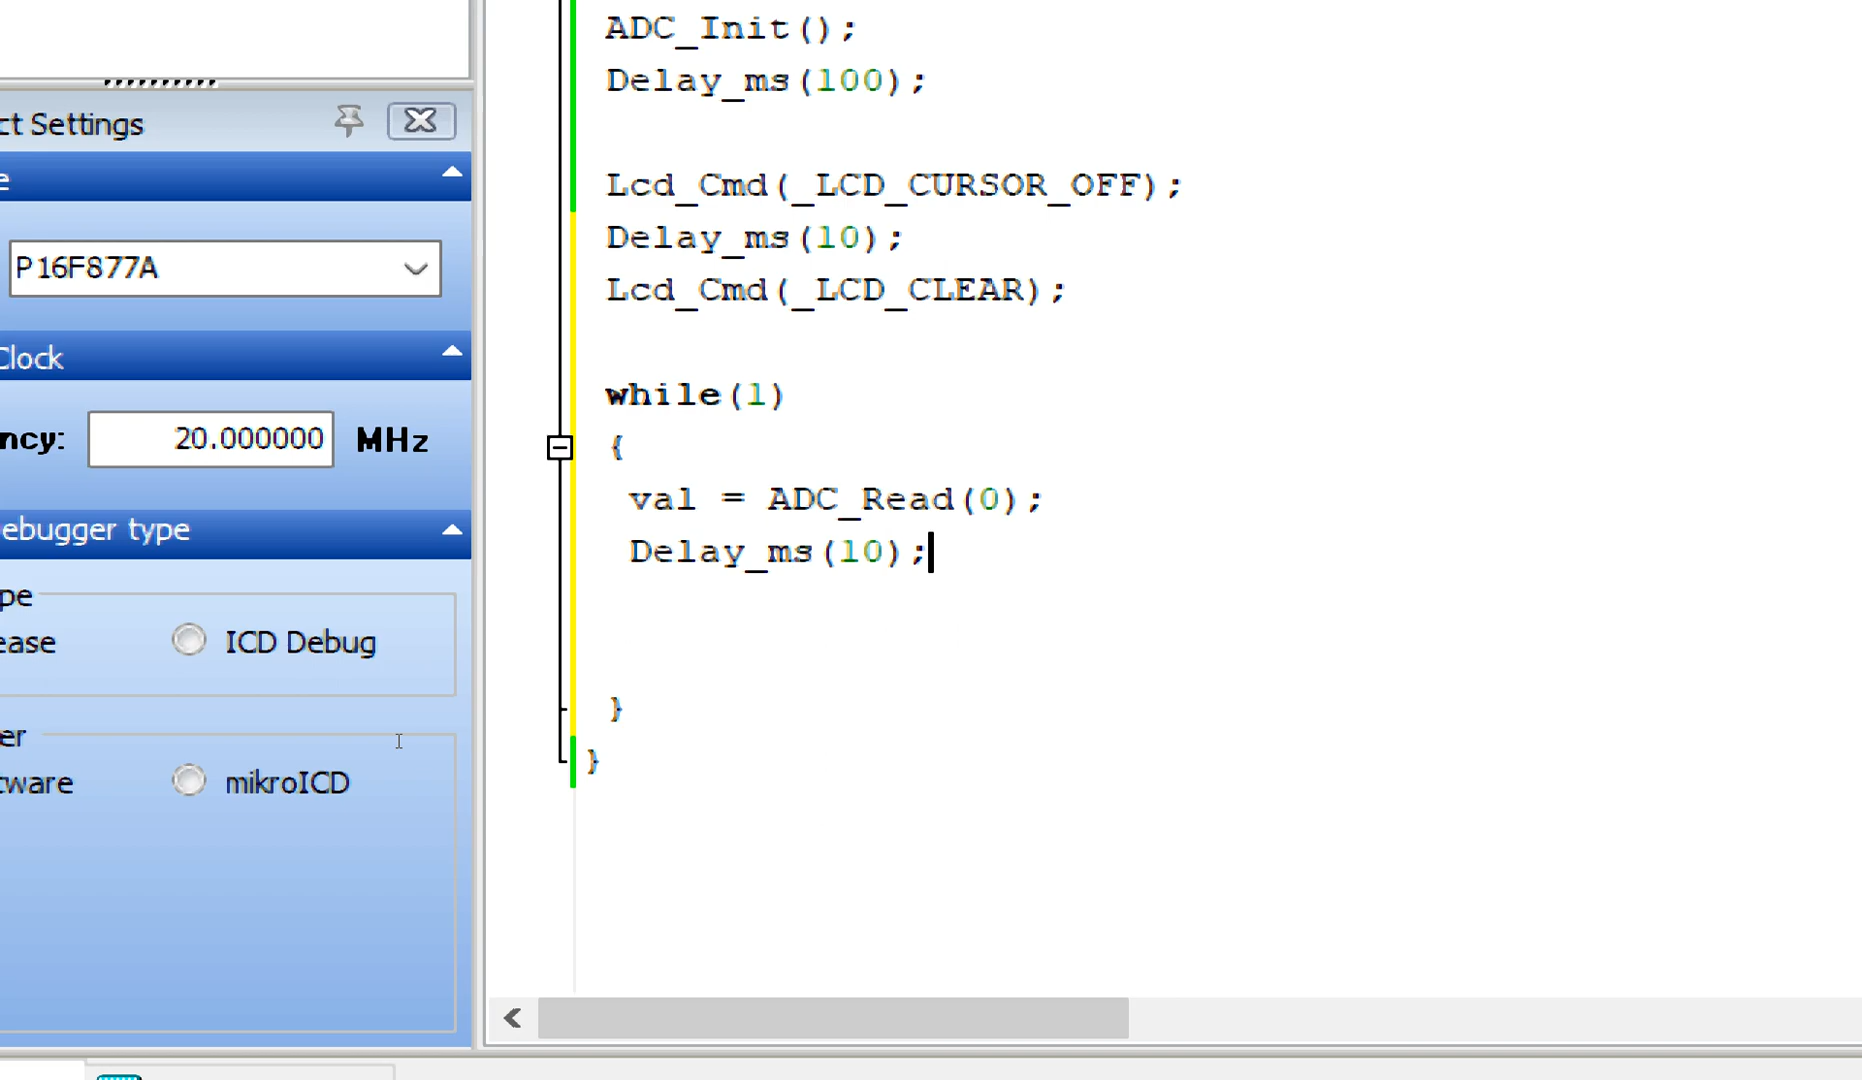 ct Settings
e
P16F877A
Clock
ncy: 20.000000 MHz
ebugger type
pe
ease ICD Debug
er
tware mikroICD
ADC_Init();
Delay_ms(100);
Lcd_Cmd(_LCD_CURSOR_OFF);
Delay_ms(10);
Lcd_Cmd(_LCD_CLEAR);
while(1)
{
val = ADC_Read(0);
Delay_ms(10);
}
}